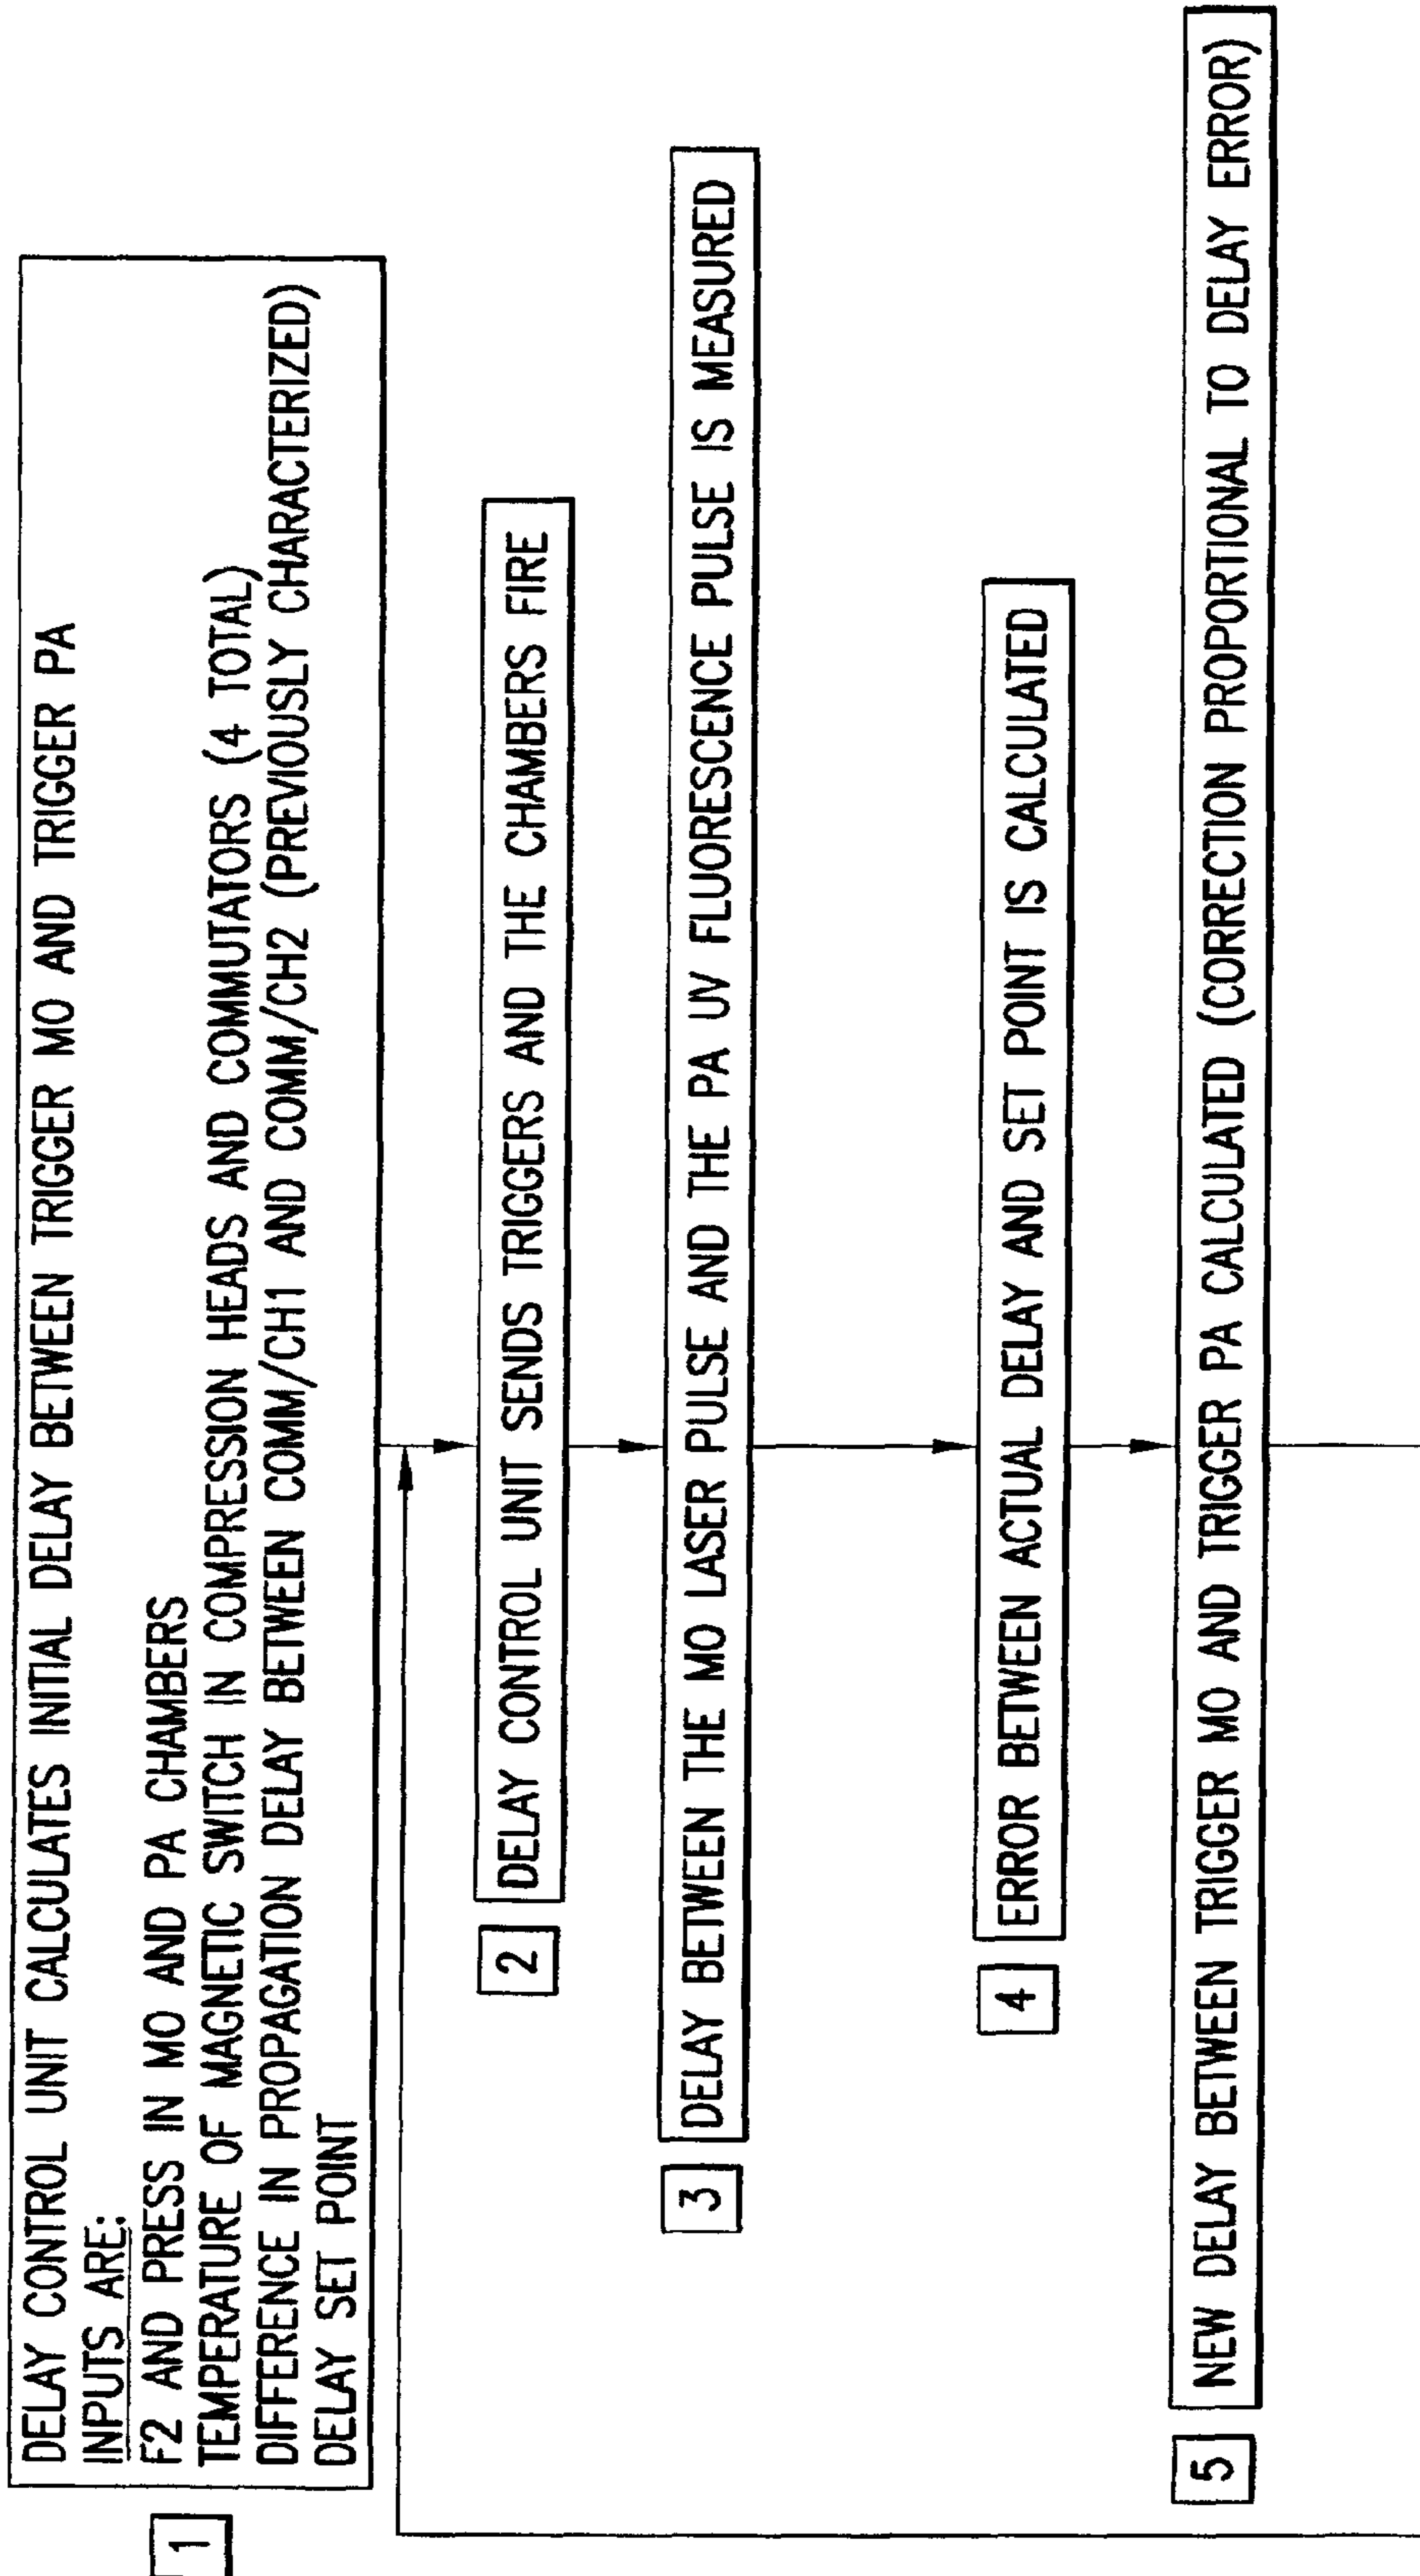 1
DELAY CONTROL UNIT CALCULATES INITIAL DELAY BETWEEN TRIGGER MO AND TRIGGER PA
INPUTS ARE:
F2 AND PRESS IN MO AND PA CHAMBERS
TEMPERATURE OF MAGNETIC SWITCH IN COMPRESSION HEADS AND COMMUTATORS (4 TOTAL)
DIFFERENCE IN PROPAGATION DELAY BETWEEN COMM/CH1 AND COMM/CH2 (PREVIOUSLY CHARACTERIZED)
DELAY SET POINT
2
DELAY CONTROL UNIT SENDS TRIGGERS AND THE CHAMBERS FIRE
3
DELAY BETWEEN THE MO LASER PULSE AND THE PA UV FLUORESCENCE PULSE IS MEASURED
4
ERROR BETWEEN ACTUAL DELAY AND SET POINT IS CALCULATED
5
NEW DELAY BETWEEN TRIGGER MO AND TRIGGER PA CALCULATED (CORRECTION PROPORTIONAL TO DELAY ERROR)